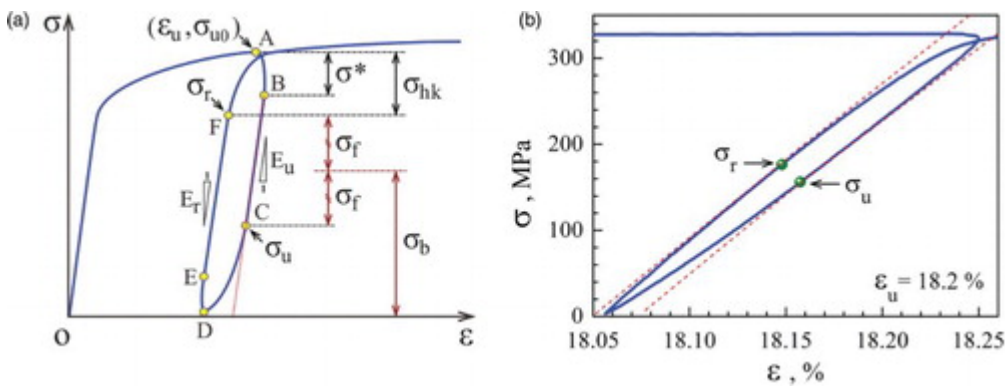 (a)
σ
(εᵤ, σᵤ₀)
A
B
σ*
σₕₖ
σᵣ
F
σf
Eᵤ
Eᵣ
σf
C
σᵤ
σb
E
D
O
ε
(b)
σ , MPa
300
200
100
0
σᵣ
σᵤ
εᵤ = 18.2 %
18.05 18.10 18.15 18.20 18.25
ε , %